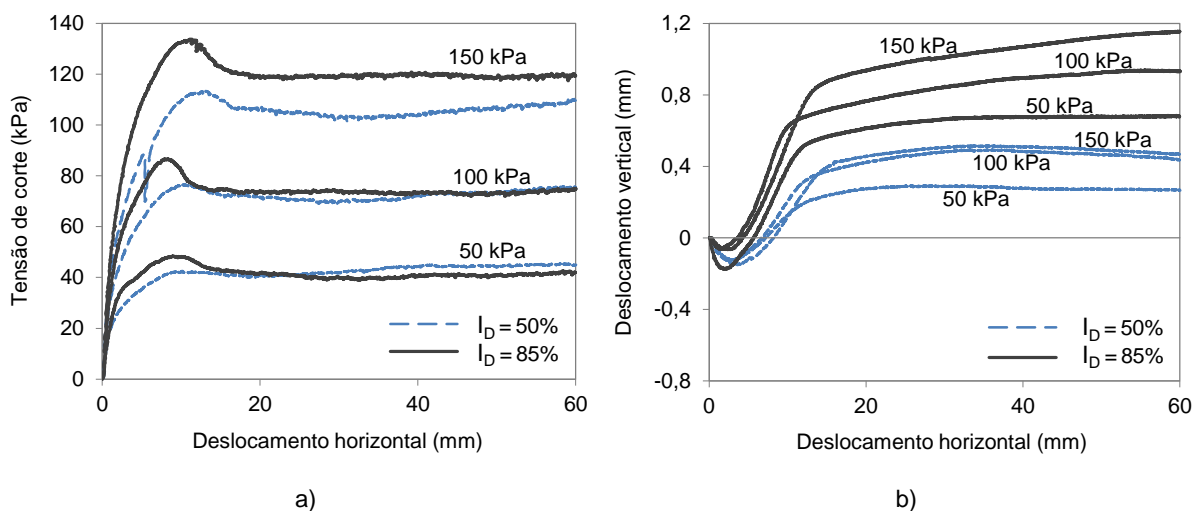 140
120
100
80
60
40
20
0
Tensão de corte (kPa)
150 kPa
100 kPa
50 kPa
I_D = 50%
I_D = 85%
0
20
40
60
Deslocamento horizontal (mm)
a)
1,2
0,8
0,4
0
-0,4
-0,8
Deslocamento vertical (mm)
150 kPa
100 kPa
50 kPa
150 kPa
100 kPa
50 kPa
I_D = 50%
I_D = 85%
0
20
40
60
Deslocamento horizontal (mm)
b)